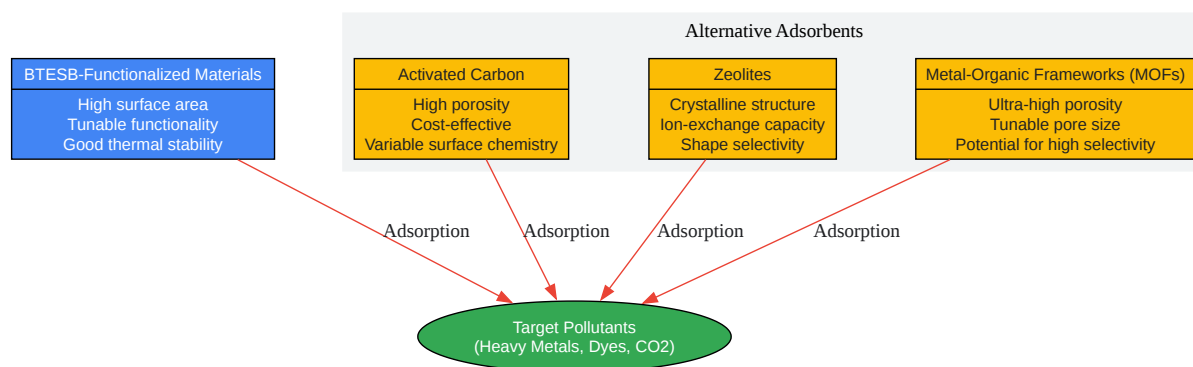 Alternative Adsorbents
BTESB-Functionalized Materials
High surface area
Tunable functionality
Good thermal stability
Activated Carbon
High porosity
Cost-effective
Variable surface chemistry
Zeolites
Crystalline structure
Ion-exchange capacity
Shape selectivity
Metal-Organic Frameworks (MOFs)
Ultra-high porosity
Tunable pore size
Potential for high selectivity
Adsorption
Adsorption
Adsorption
Adsorption
Target Pollutants
(Heavy Metals, Dyes, CO2)